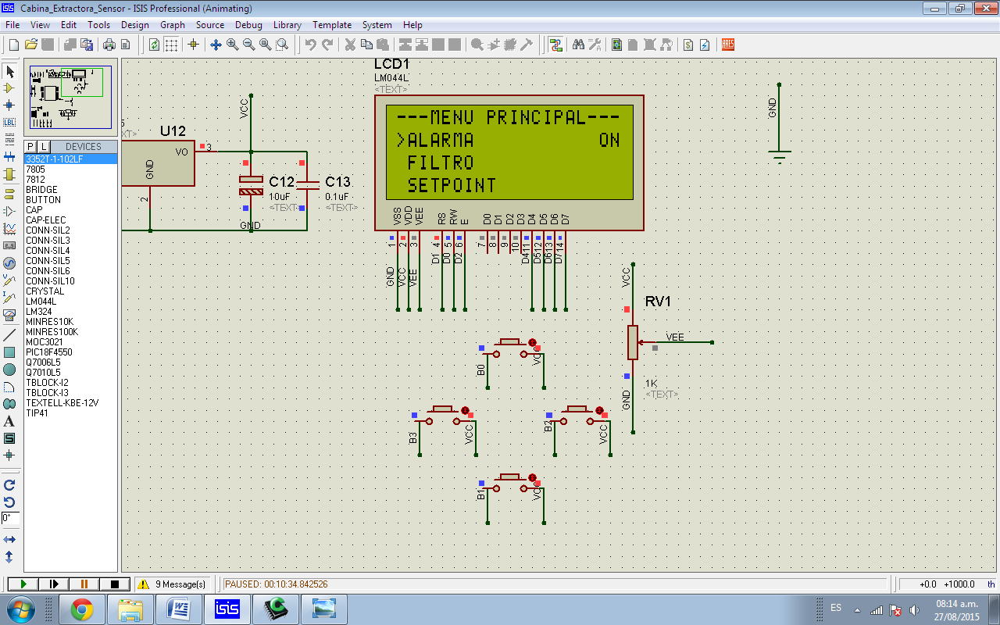 Cabina_Extractora_Sensor - ISIS Professional (Animating)
File View Edit Tools Design Graph Source Debug Library Template System Help
P L DEVICES
3352T-1-102LF
7805
7812
BRIDGE
BUTTON
CAP
CAP-ELEC
CONN-SIL2
CONN-SIL3
CONN-SIL4
CONN-SIL5
CONN-SIL6
CONN-SIL10
CRYSTAL
LM044L
LM324
MINRES10K
MINRES100K
MOC3021
PIC18F4550
Q7006L5
Q7010L5
TBLOCK-I2
TBLOCK-I3
TEXTELL-KBE-12V
TIP41
LBL
A
S
0°
U12
VO
3
GND
2
VCC
C12
10uF
<TEXT>
C13
0.1uF
<TEXT>
GND
LCD1
LM044L
<TEXT>
---MENU PRINCIPAL---
>ALARMA ON
FILTRO
SETPOINT
VSS VDD VEE RS RW E D0 D1 D2 D3 D4 D5 D6 D7
1 2 3 4 5 6 7 8 9 10 11 12 13 14
GND VCC VEE D1 D0 D2 D4 D5 D6 D7
GND
VCC
RV1
VEE
1K
<TEXT>
GND
B0 VCC
B3 VCC
B2 VCC
B1 VCC
9 Message(s)
PAUSED: 00:10:34.842526
+0.0 +1000.0 th
isis
ES
08:14 a.m.
27/08/2015